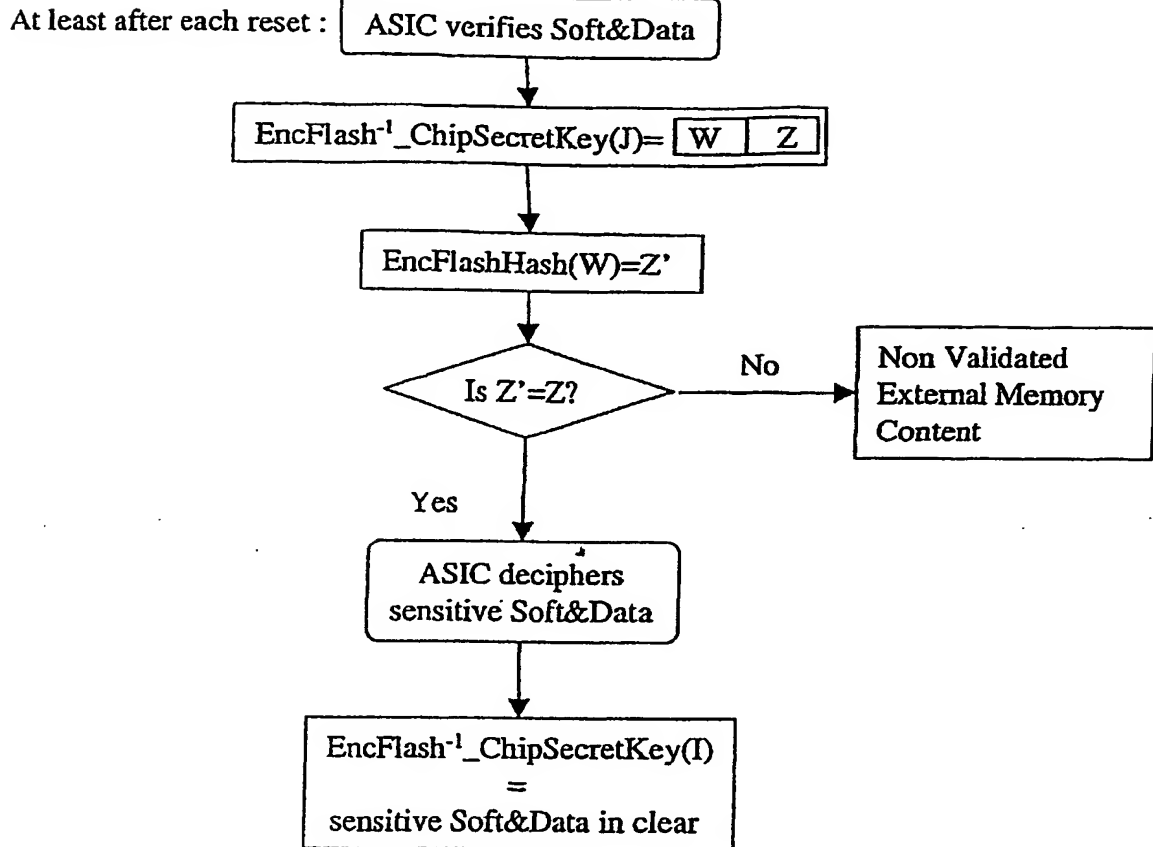 At least after each reset :
ASIC verifies Soft&Data
EncFlash⁻¹_ChipSecretKey(J)= W Z
EncFlashHash(W)=Z’
Is Z’=Z?
No
Non Validated
External Memory
Content
Yes
ASIC deciphers
sensitive Soft&Data
EncFlash⁻¹_ChipSecretKey(I)
=
sensitive Soft&Data in clear